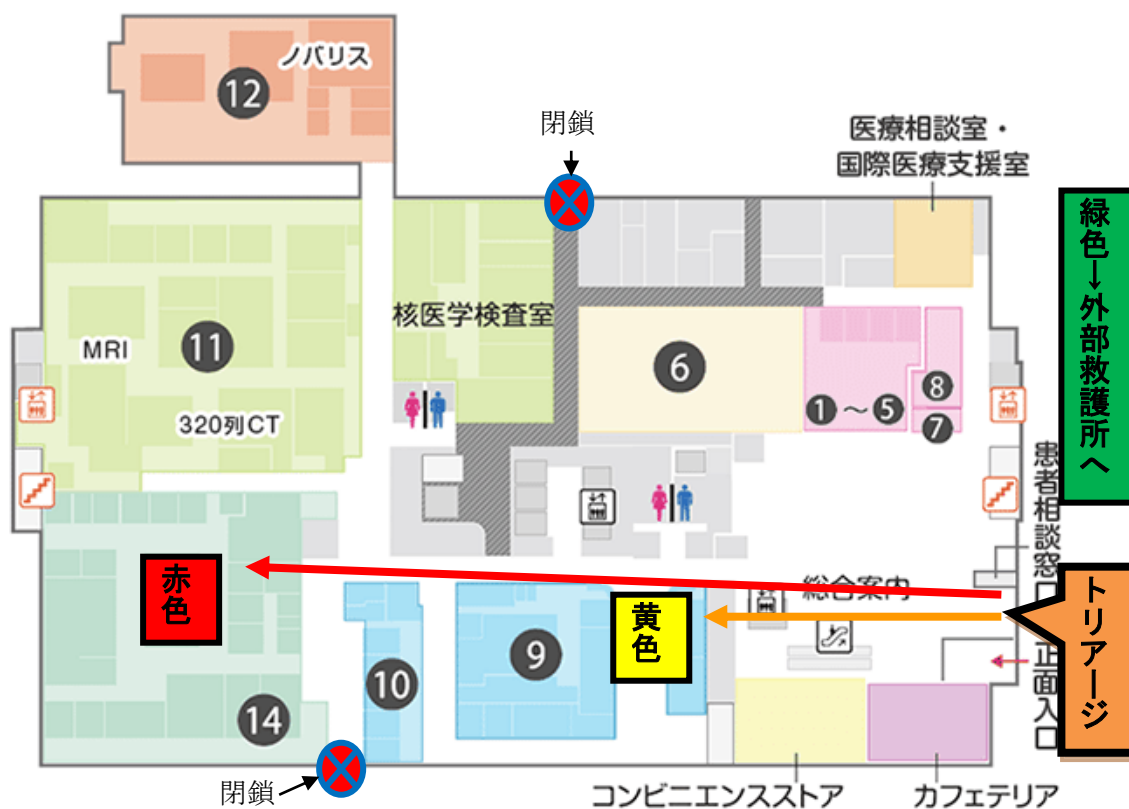 ノバリス
12
閉鎖
医療相談室・
国際医療支援室
緑色→外部救護所へ
核医学検査室
MRI
11
320列CT
6
1～5
8
7
患者相談窓口
赤色
総合案内
黄色
トリアージ
9
10
正面入口
14
閉鎖
コンビニエンスストア
カフェテリア